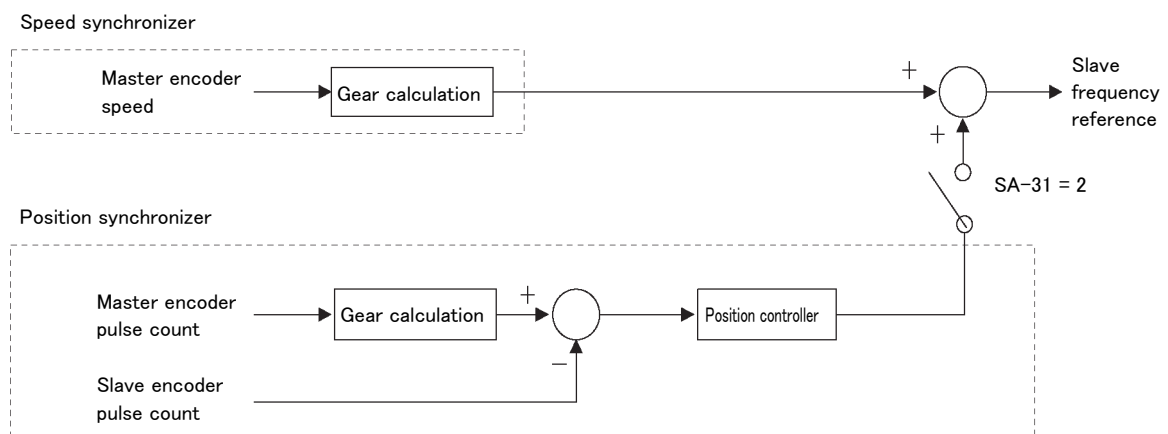 Speed synchronizer
Master encoder
speed
Gear calculation
+
+
Slave
frequency
reference
SA-31 = 2
Position synchronizer
Master encoder
pulse count
Gear calculation
+
−
Position controller
Slave encoder
pulse count